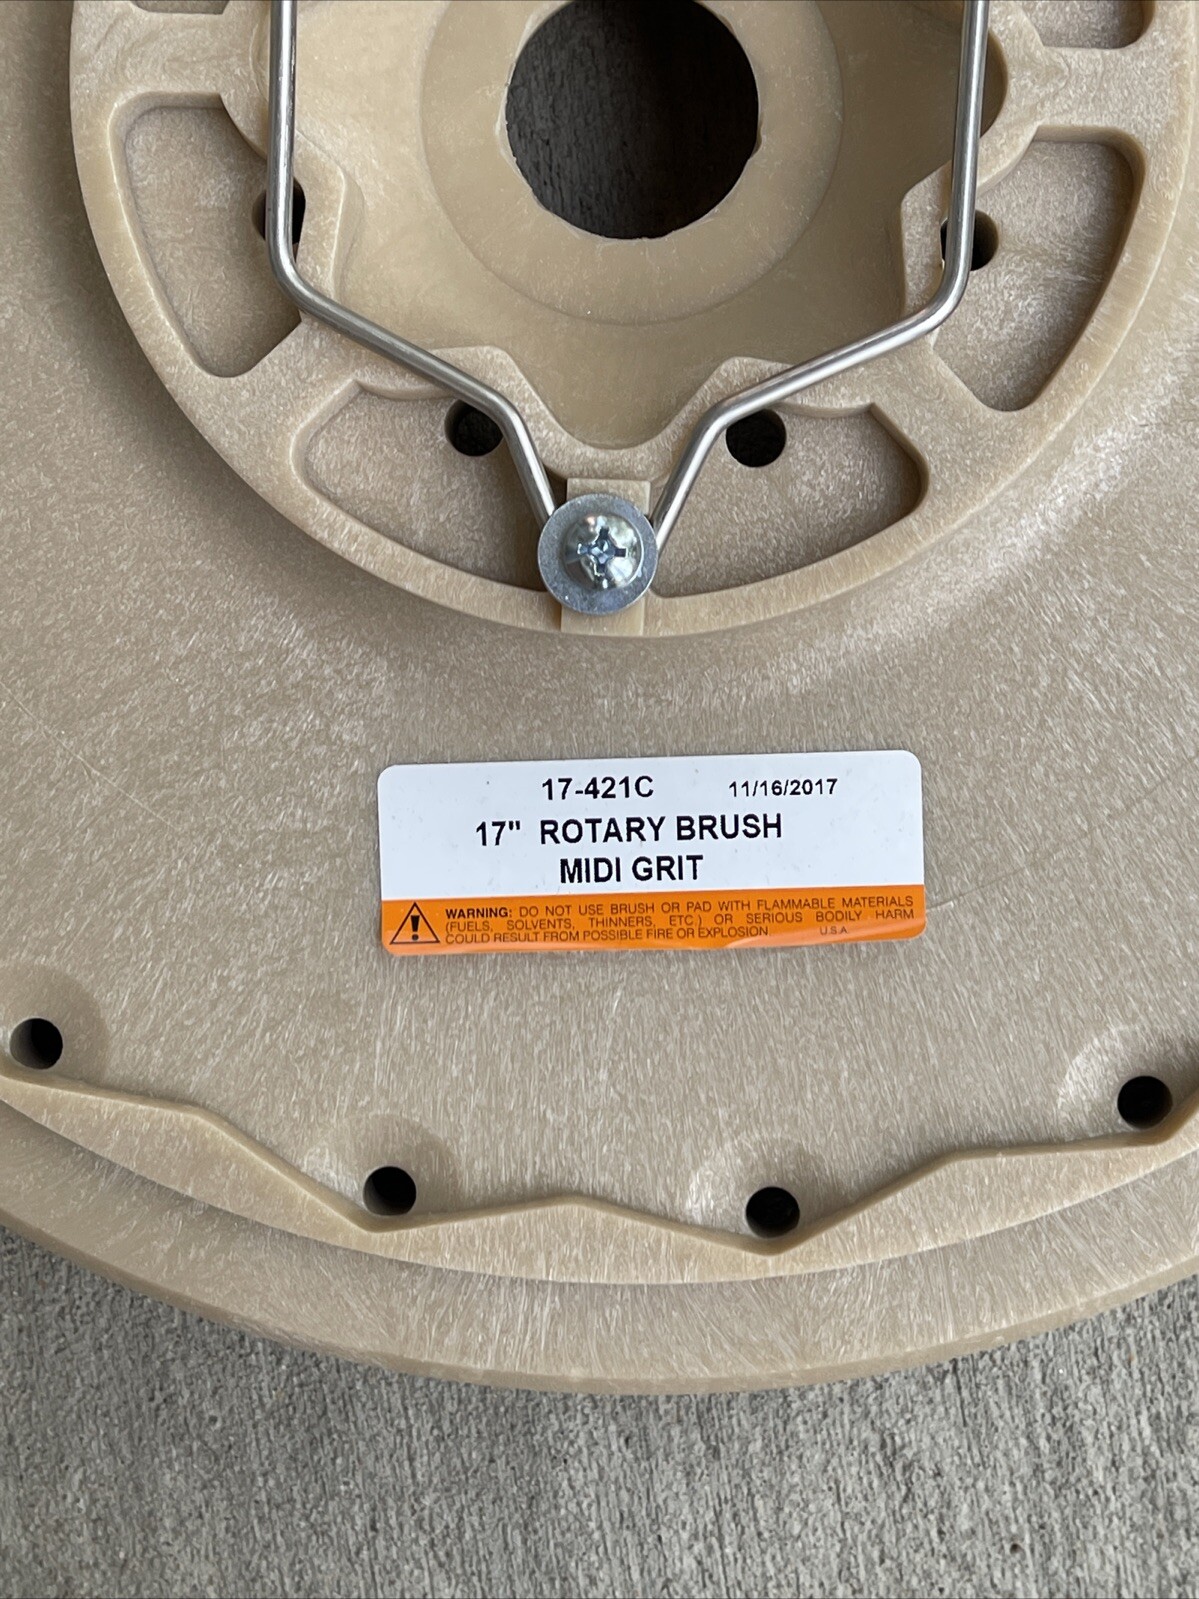 17-421C 11/16/2017
17" ROTARY BRUSH
MIDI GRIT
WARNING: DO NOT USE BRUSH OR PAD WITH FLAMMABLE MATERIALS
(FUELS, SOLVENTS, THINNERS, ETC.) OR SERIOUS BODILY HARM
COULD RESULT FROM POSSIBLE FIRE OR EXPLOSION. U.S.A.